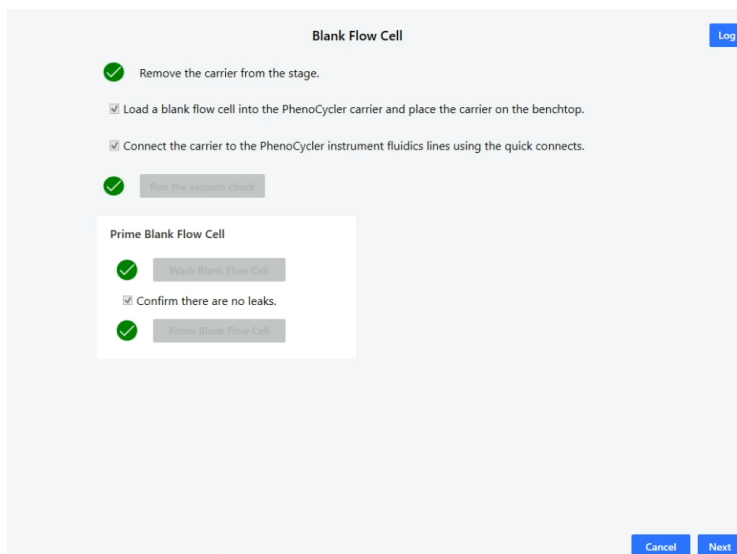 Blank Flow Cell
Log
Remove the carrier from the stage.
Load a blank flow cell into the PhenoCycler carrier and place the carrier on the benchtop.
Connect the carrier to the PhenoCycler instrument fluidics lines using the quick connects.
Run the vacuum check
Prime Blank Flow Cell
Wash Blank Flow Cell
Confirm there are no leaks.
Prime Blank Flow Cell
Cancel
Next